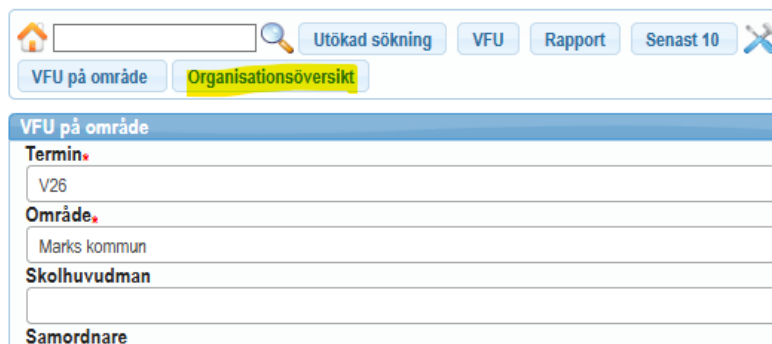 Utökad sökning VFU Rapport Senast 10
VFU på område Organisationsöversikt
VFU på område
Termin*
V26
Område*
Marks kommun
Skolhuvudman
Samordnare